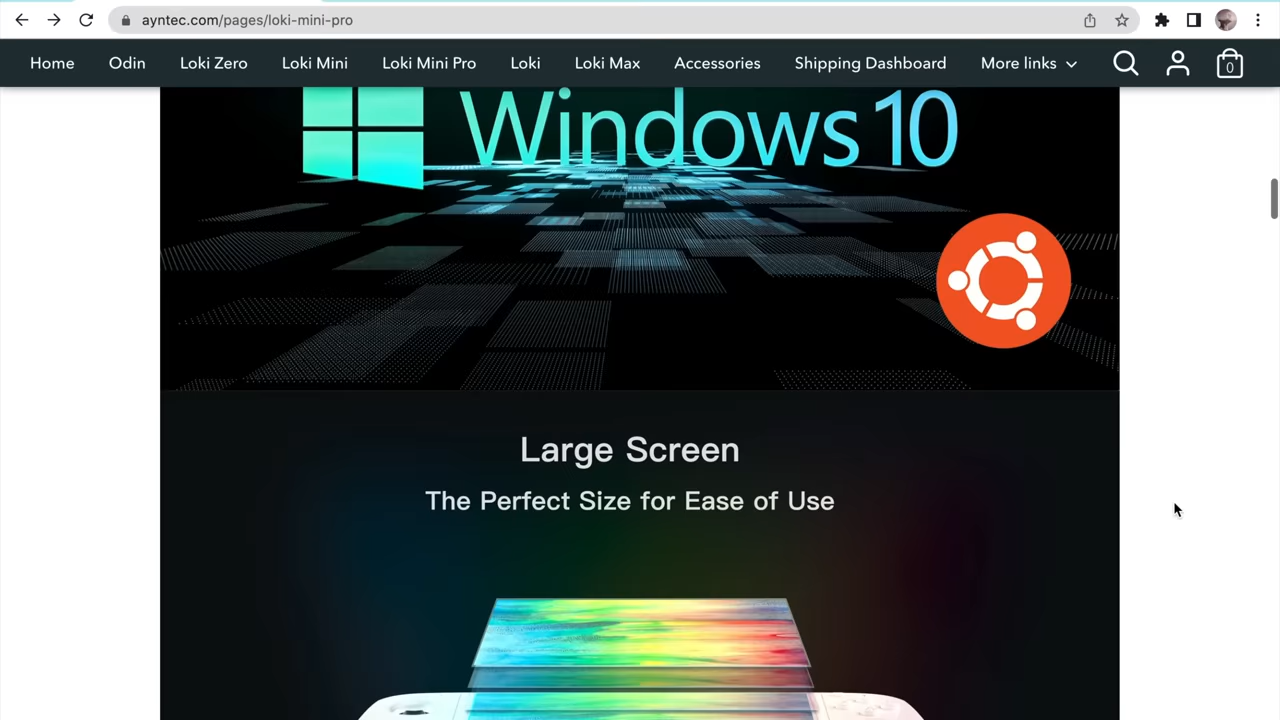 ayntec.com/pages/loki-mini-pro
Home Odin Loki Zero Loki Mini Loki Mini Pro Loki Loki Max Accessories Shipping Dashboard More links 0
Windows 10
Large Screen
The Perfect Size for Ease of Use